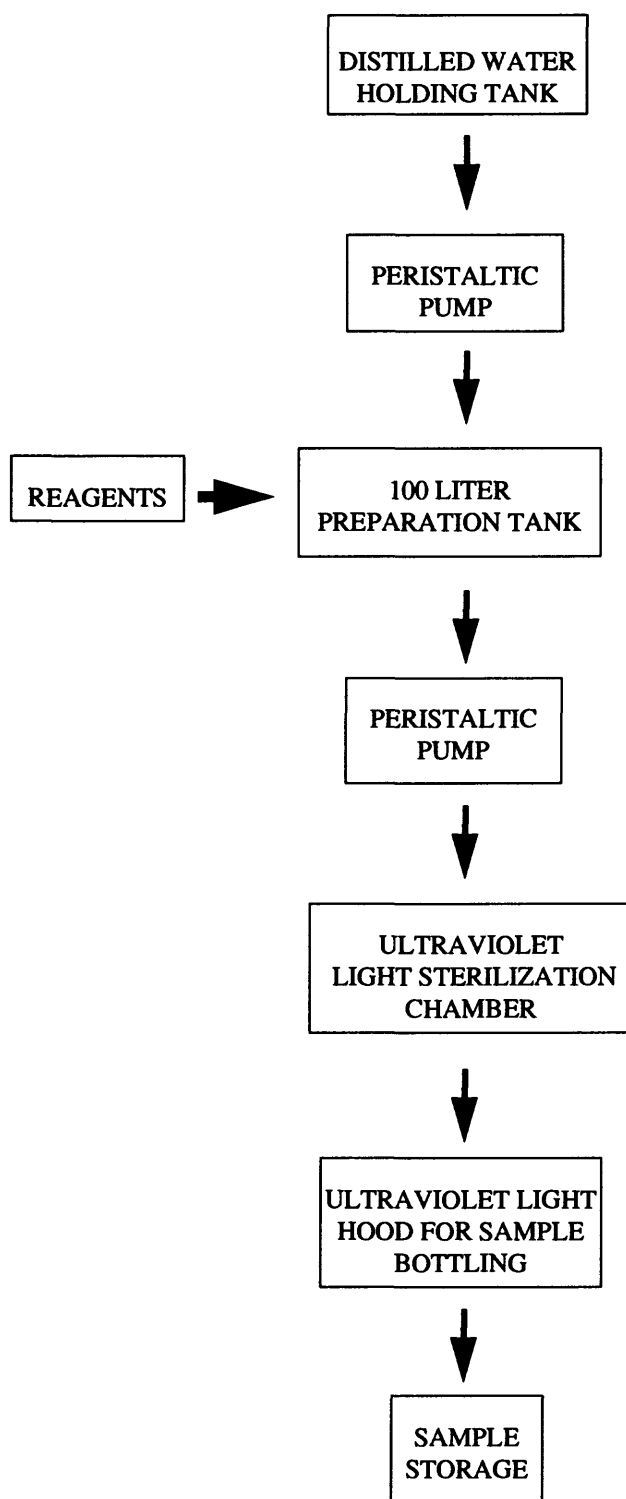 DISTILLED WATER
HOLDING TANK
PERISTALTIC
PUMP
REAGENTS
100 LITER
PREPARATION TANK
PERISTALTIC
PUMP
ULTRAVIOLET
LIGHT STERILIZATION
CHAMBER
ULTRAVIOLET LIGHT
HOOD FOR SAMPLE
BOTTLING
SAMPLE
STORAGE